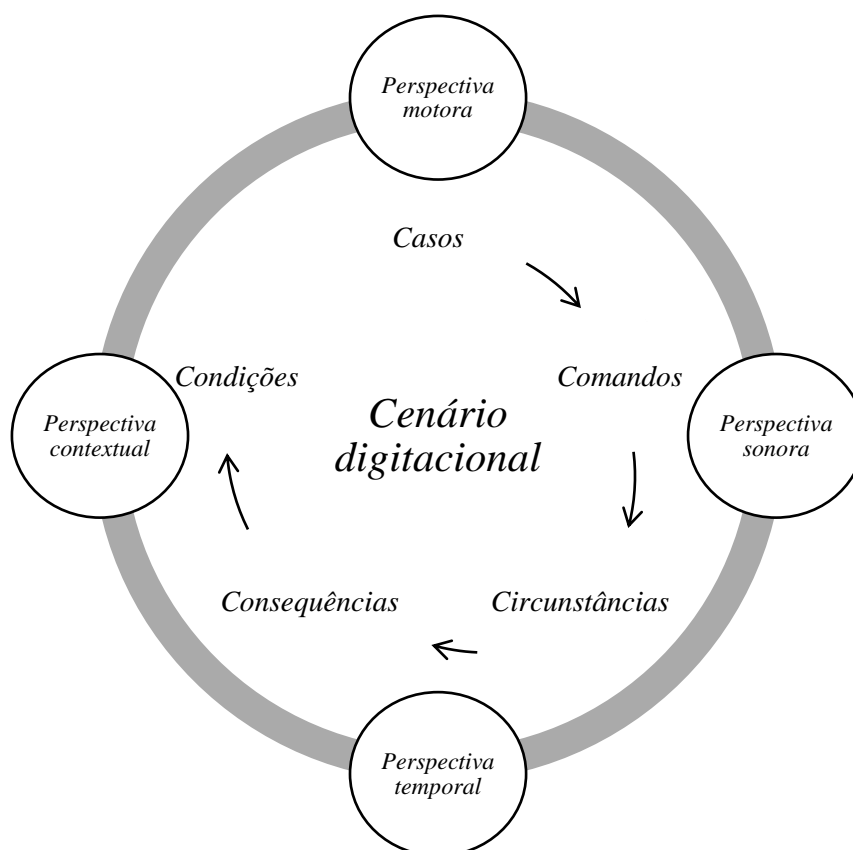 Perspectiva
motora
Casos
Condições
Comandos
Cenário
digitacional
Perspectiva
contextual
Perspectiva
sonora
Consequências
Circunstâncias
Perspectiva
temporal